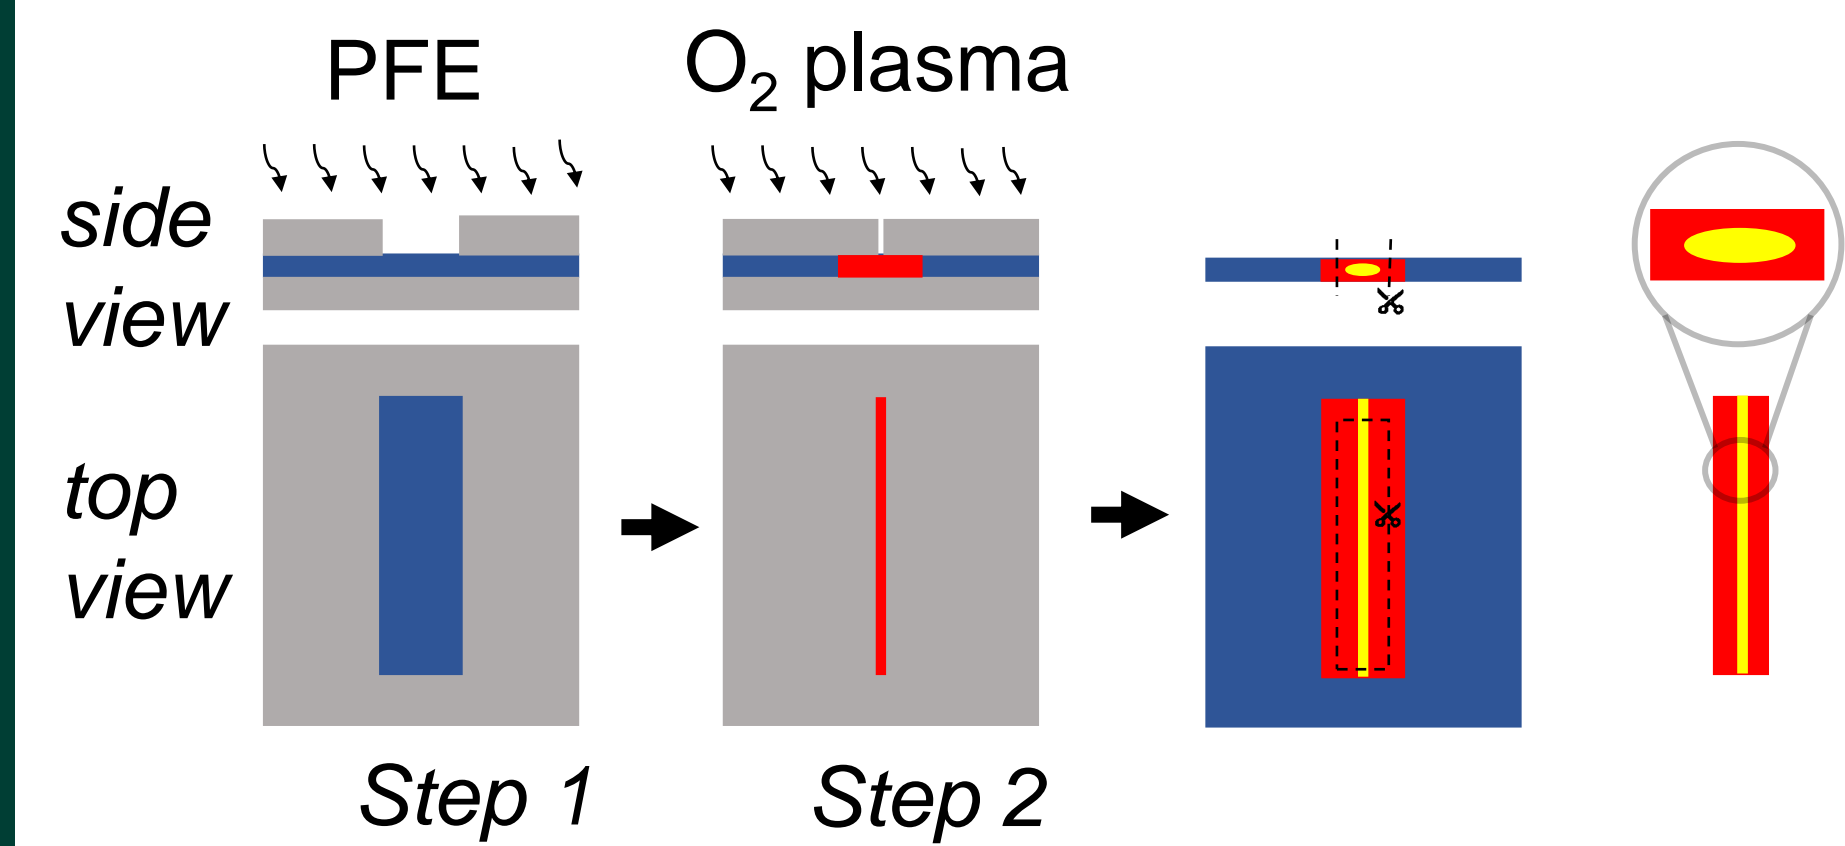 PFE
O₂ plasma
side
view
top
view
Step 1
Step 2